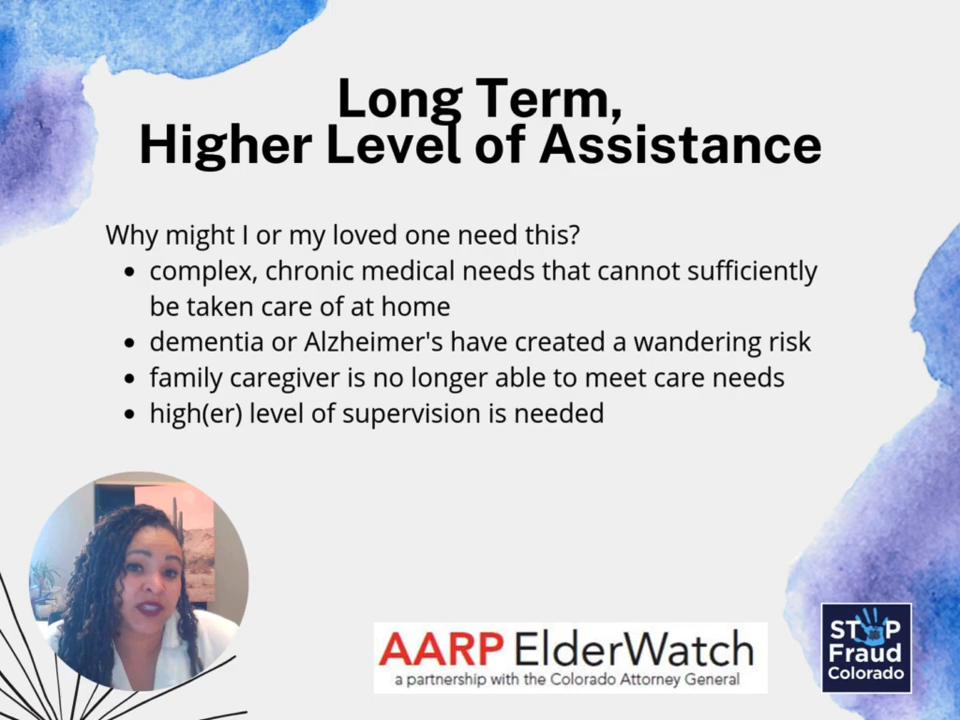 Long Term,
Higher Level of Assistance
Why might I or my loved one need this?
• complex, chronic medical needs that cannot sufficiently
be taken care of at home
• dementia or Alzheimer's have created a wandering risk
• family caregiver is no longer able to meet care needs
• high(er) level of supervision is needed
AARP ElderWatch
a partnership with the Colorado Attorney General
STOP
Fraud
Colorado